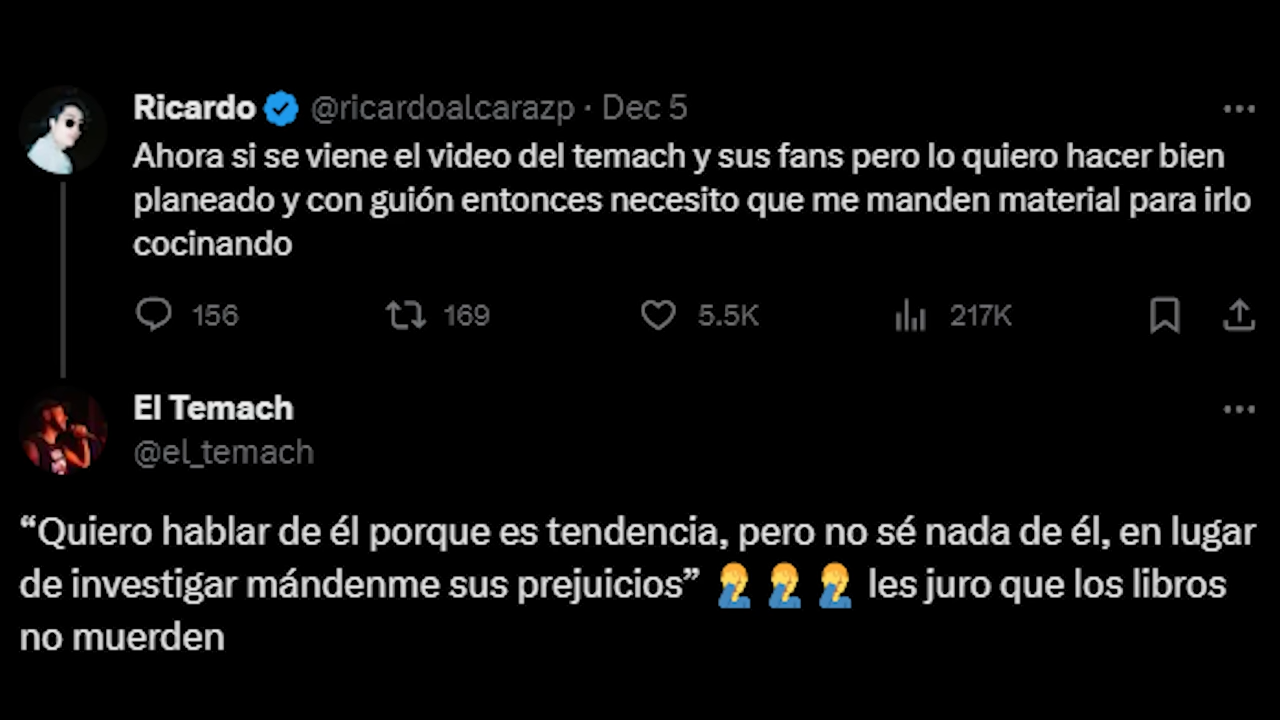 Ricardo @ricardoalcarazp · Dec 5
Ahora si se viene el video del temach y sus fans pero lo quiero hacer bien
planeado y con guión entonces necesito que me manden material para irlo
cocinando
156 169 5.5K 217K
El Temach
@el_temach
“Quiero hablar de él porque es tendencia, pero no sé nada de él, en lugar
de investigar mándenme sus prejuicios” 🤦‍♂️🤦‍♂️🤦‍♂️ les juro que los libros
no muerden